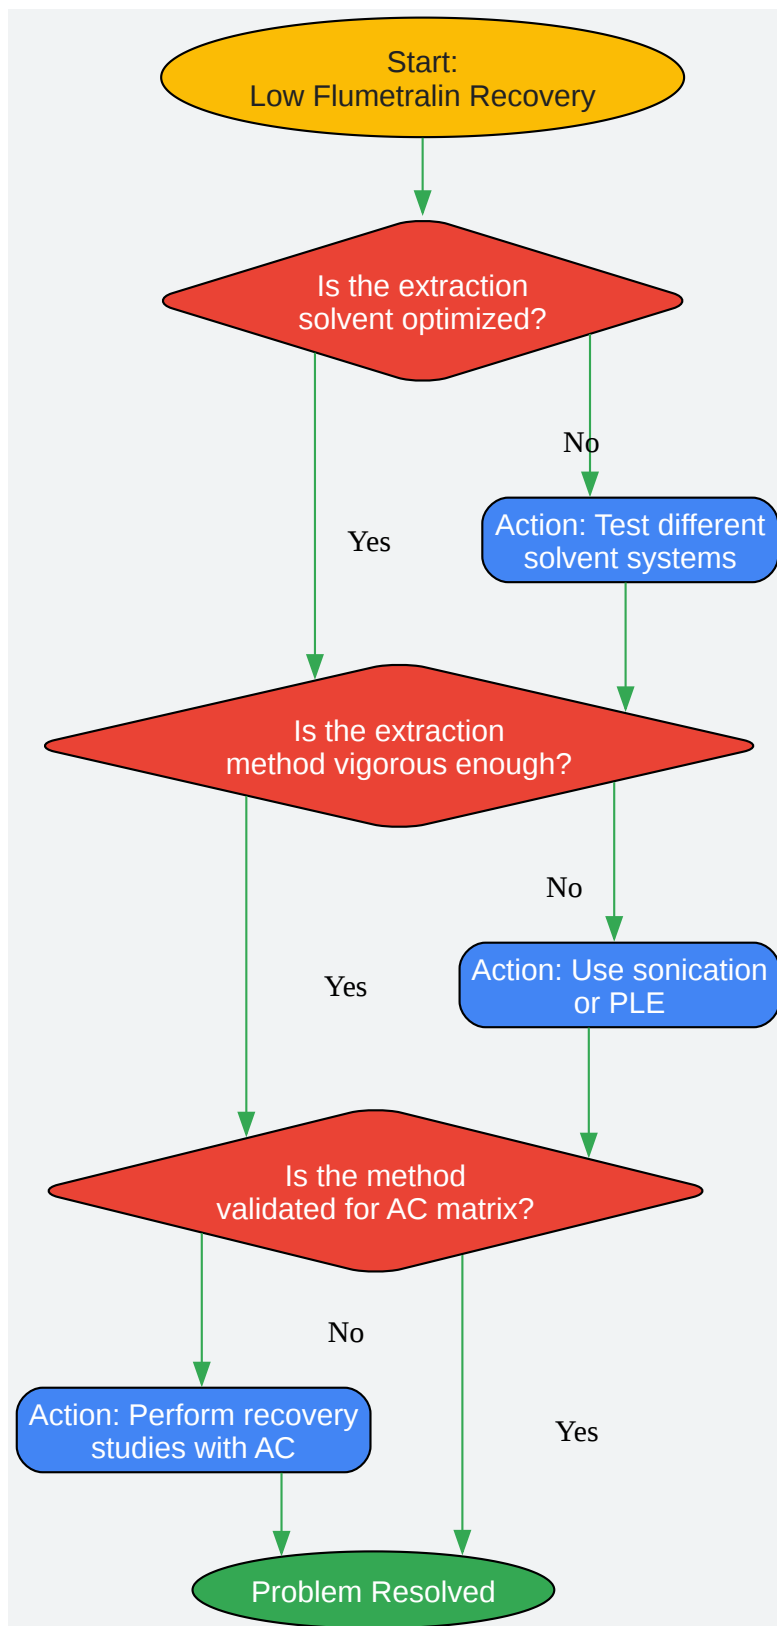 Start:
Low Flumetralin Recovery
Is the extraction
solvent optimized?
No
Action: Test different
solvent systems
Yes
Is the extraction
method vigorous enough?
No
Action: Use sonication
or PLE
Yes
Is the method
validated for AC matrix?
No
Action: Perform recovery
studies with AC
Yes
Problem Resolved